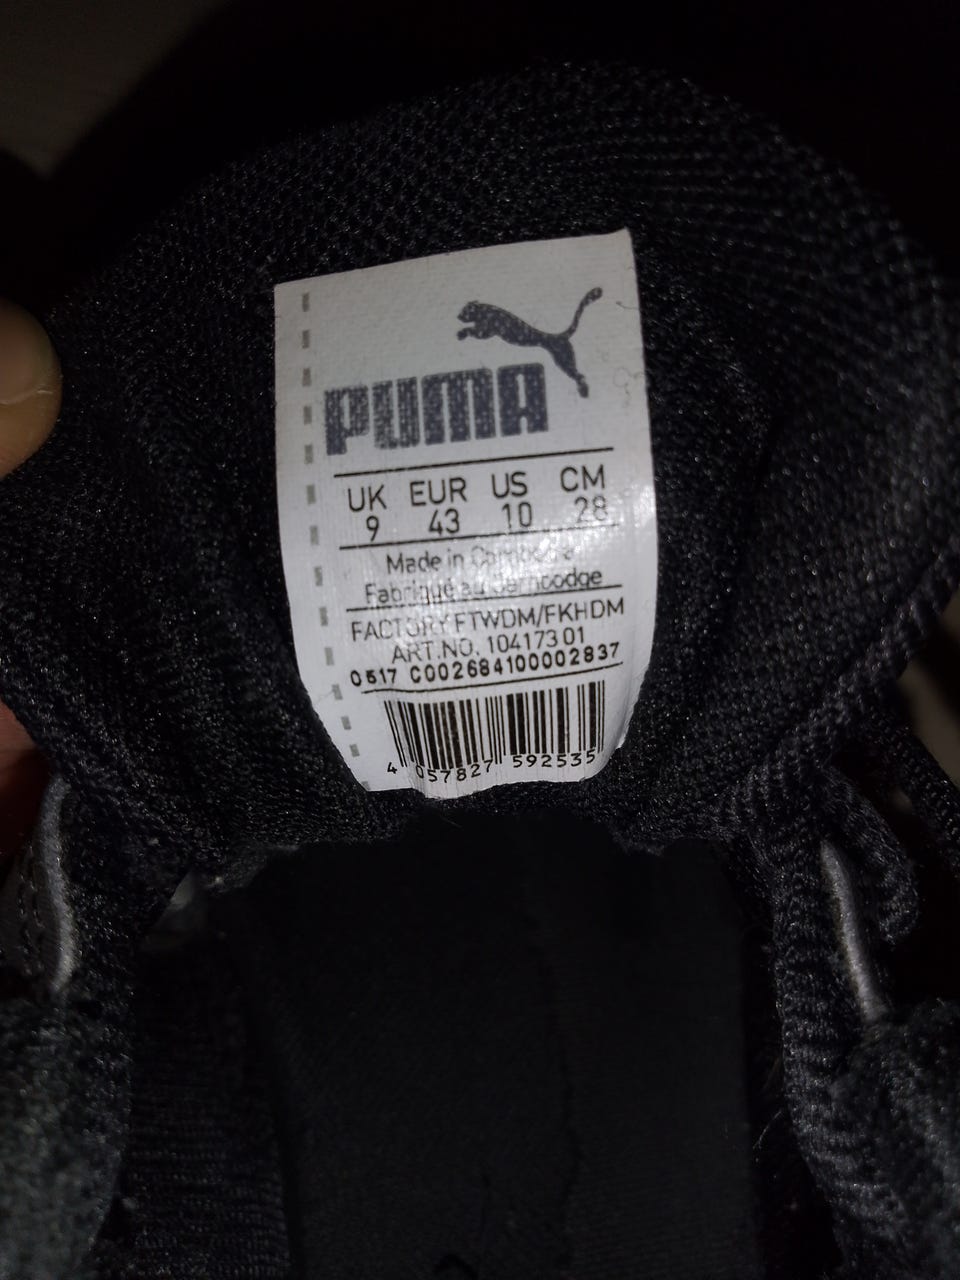 PUMA
UK EUR US CM
9 43 10 28
Made in Cambodia
Fabriqué au Cambodge
FACTORY FTWDM/FKHDM
ART.NO. 104173 01
0517 C002684100002837
4 057827 592535